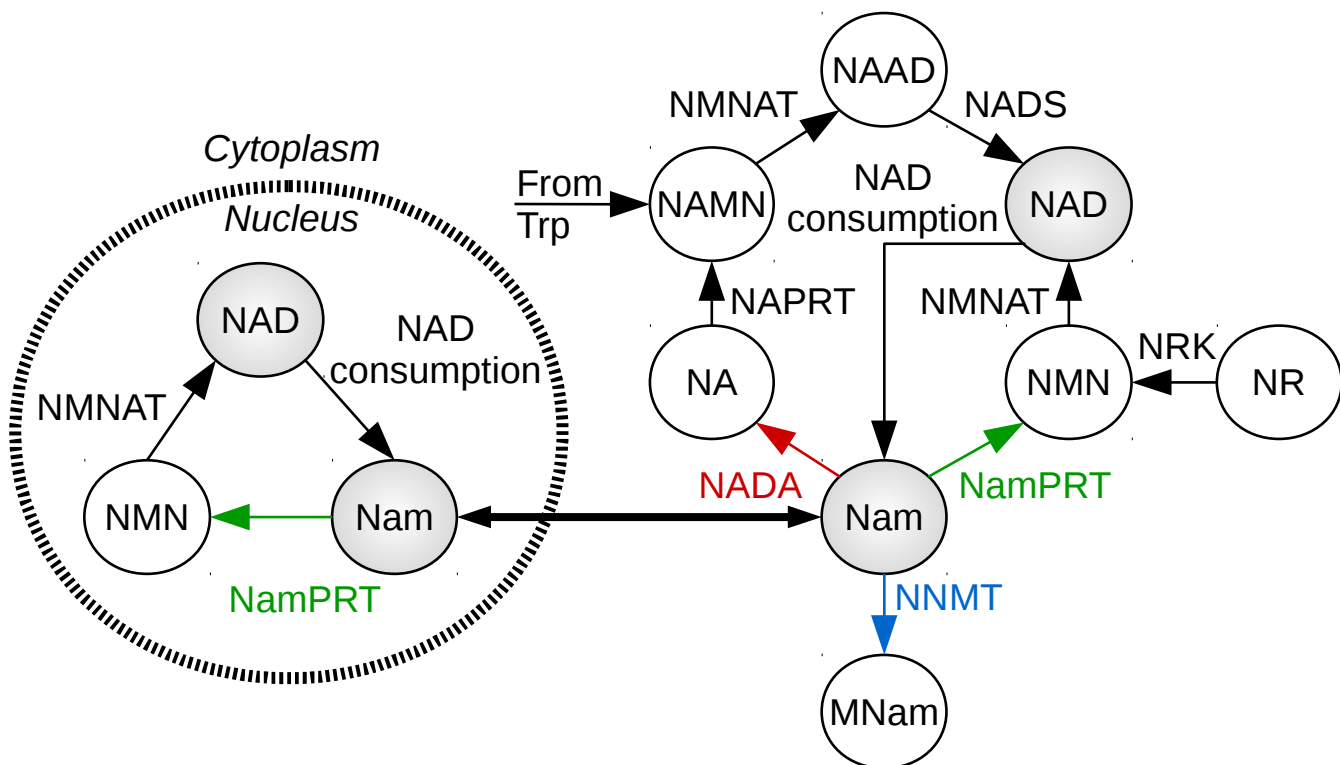 NAAD
NMNAT
NADS
Cytoplasm
From
Trp
NAMN
NAD
consumption
NAD
Nucleus
NAD
NAD
consumption
NAPRT
NMNAT
NRK
NMNAT
NA
NMN
NR
NADA
NamPRT
NMN
Nam
Nam
NamPRT
NNMT
MNam